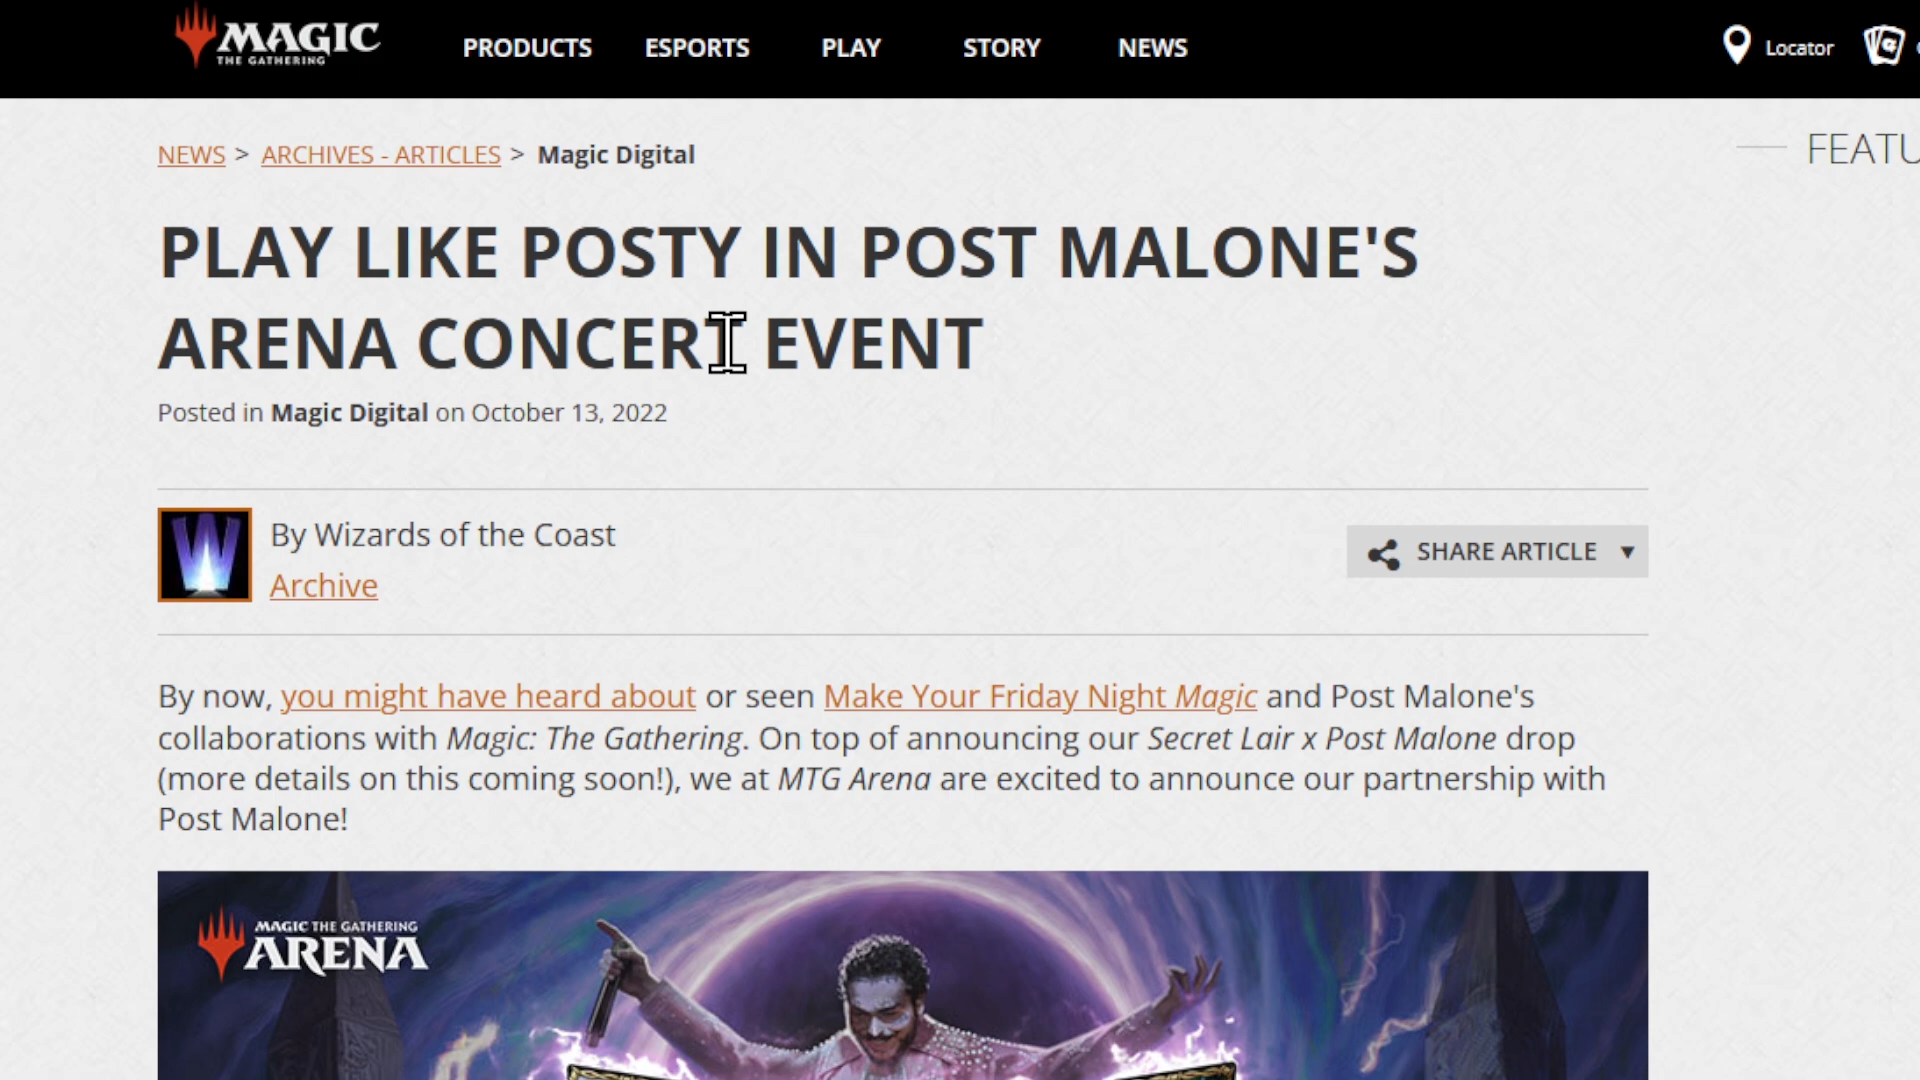 MAGIC
THE GATHERING
PRODUCTS
ESPORTS
PLAY
STORY
NEWS
Locator
NEWS > ARCHIVES - ARTICLES > Magic Digital
PLAY LIKE POSTY IN POST MALONE'S
ARENA CONCERT EVENT
Posted in Magic Digital on October 13, 2022
By Wizards of the Coast
Archive
SHARE ARTICLE
By now, you might have heard about or seen Make Your Friday Night Magic and Post Malone's
collaborations with Magic: The Gathering. On top of announcing our Secret Lair x Post Malone drop
(more details on this coming soon!), we at MTG Arena are excited to announce our partnership with
Post Malone!
MAGIC THE GATHERING
ARENA